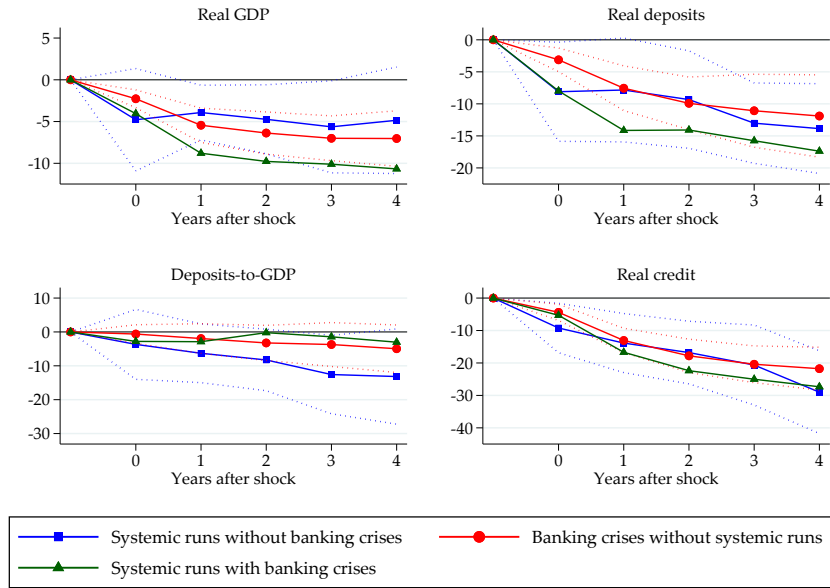 Real GDP
5
0
-5
-10
0 1 2 3 4
Years after shock
Real deposits
0
-5
-10
-15
-20
0 1 2 3 4
Years after shock
Deposits-to-GDP
10
0
-10
-20
-30
0 1 2 3 4
Years after shock
Real credit
0
-10
-20
-30
-40
0 1 2 3 4
Years after shock
Systemic runs without banking crises
Banking crises without systemic runs
Systemic runs with banking crises